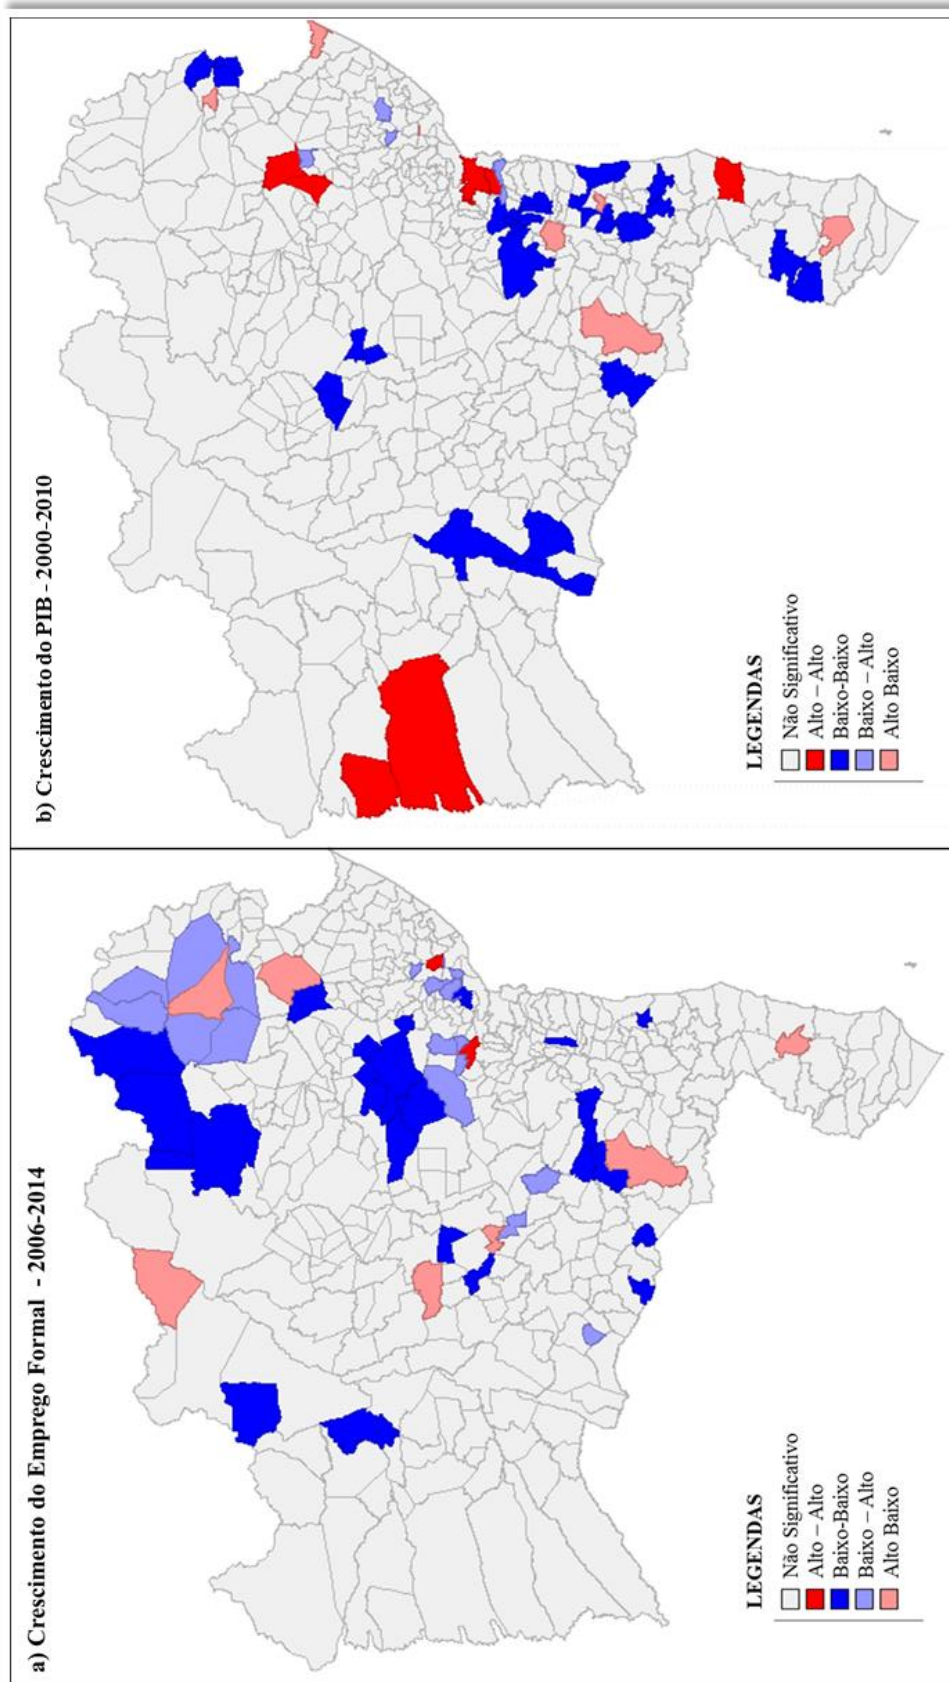 a) Crescimento do Emprego Formal - 2006-2014
LEGENDAS
Não Significativo
Alto – Alto
Baixo-Baixo
Baixo – Alto
Alto Baixo
b) Crescimento do PIB - 2000-2010
LEGENDAS
Não Significativo
Alto – Alto
Baixo-Baixo
Baixo – Alto
Alto Baixo